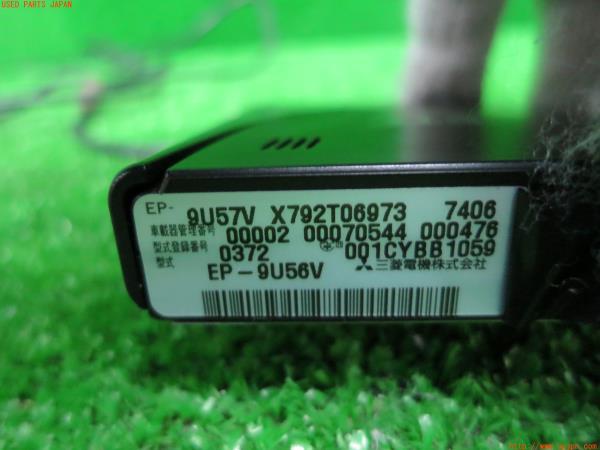 USED PARTS JAPAN
EP- 9U57V X792T06973 7406
車載器管理番号 00002 00070544 000476
型式登録番号 0372 001CYBB1059
型式 EP-9U56V 三菱電機株式会社